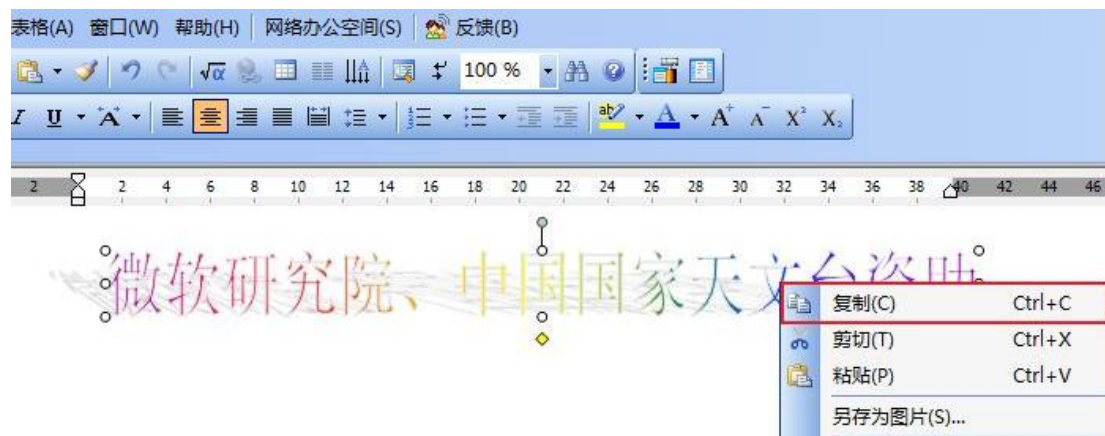 表格(A) 窗口(W) 帮助(H) 网络办公空间(S) 反馈(B)
√α 100 %
I U A ab A A⁺ A⁻ X² X₂
2 2 4 6 8 10 12 14 16 18 20 22 24 26 28 30 32 34 36 38 40 42 44 46
微软研究院、中国国家天文台资助
复制(C) Ctrl+C
剪切(T) Ctrl+X
粘贴(P) Ctrl+V
另存为图片(S)...